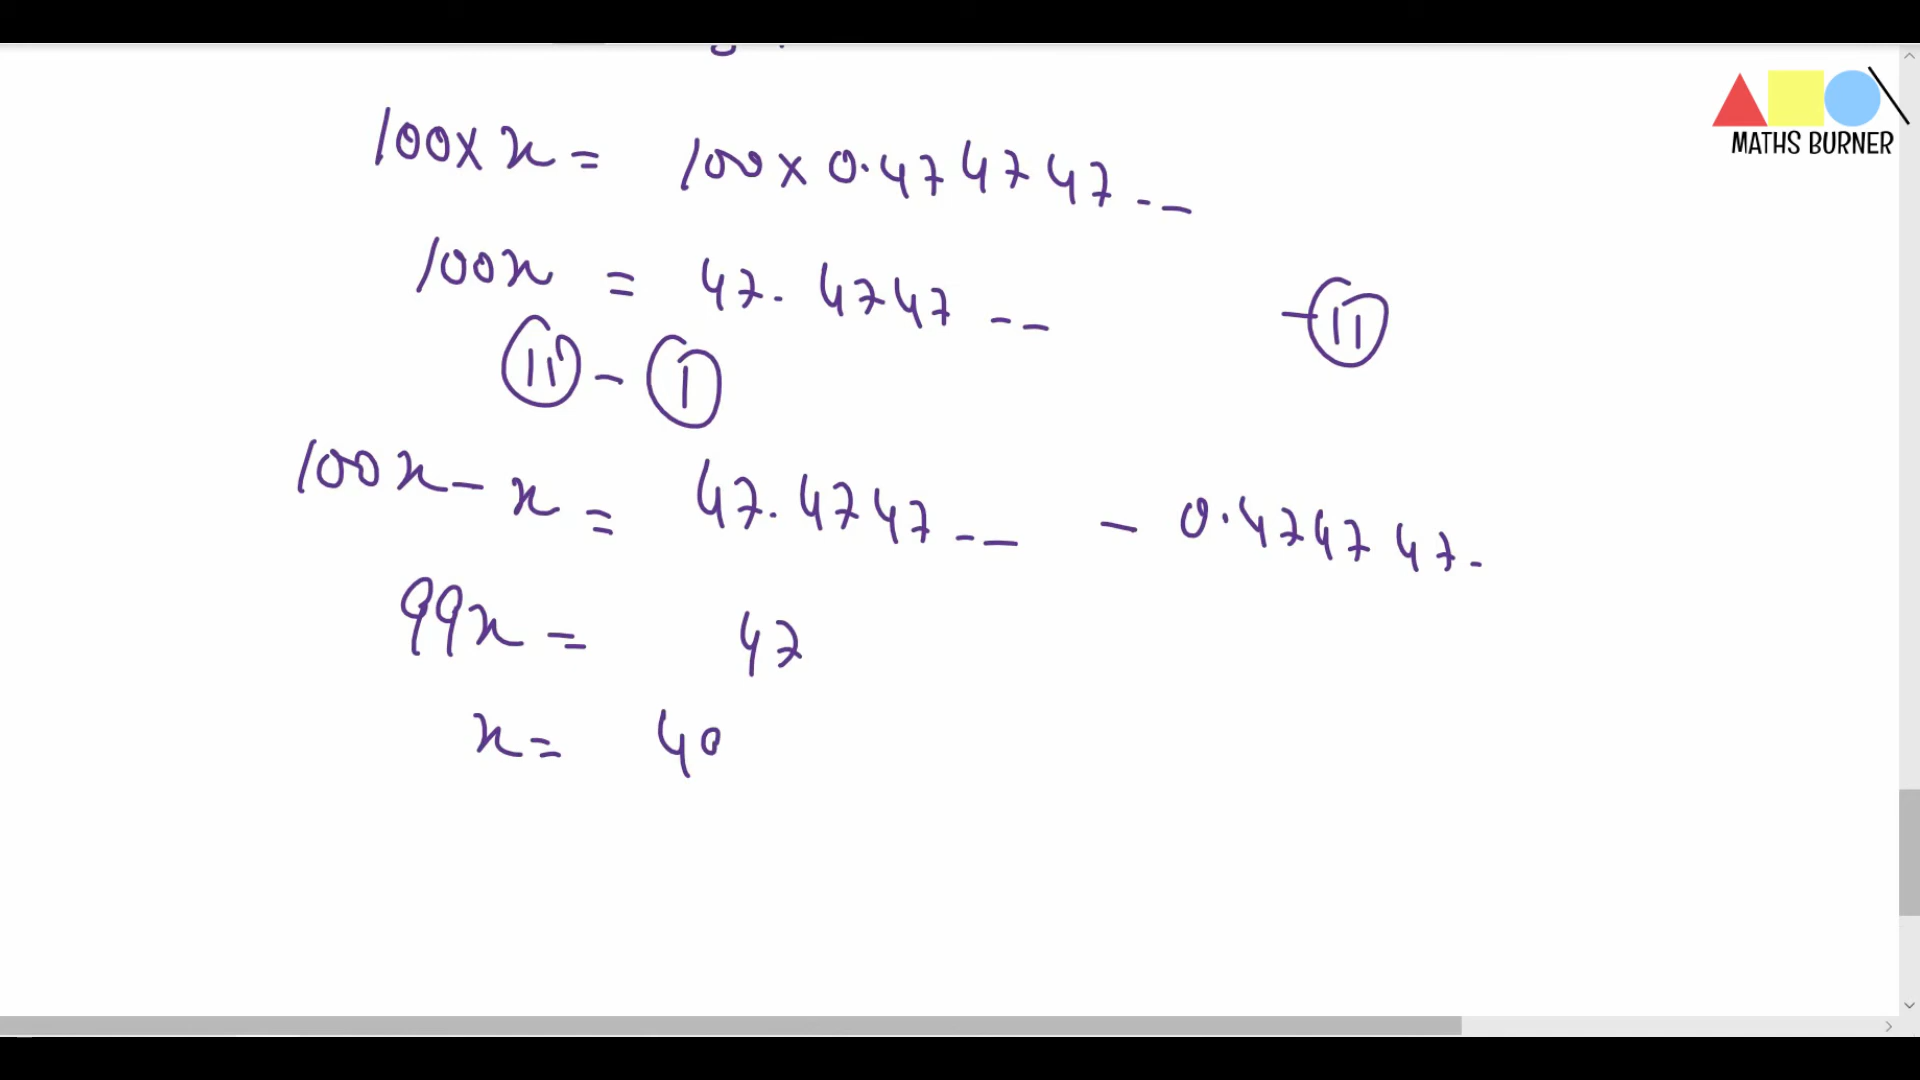 100 × x = 100 × 0.474747 - -
MATHS BURNER
100x = 47.4747 - - - (II)
(II) - (I)
100x - x = 47.4747 - - - 0.474747 -
99x = 47
x = 40